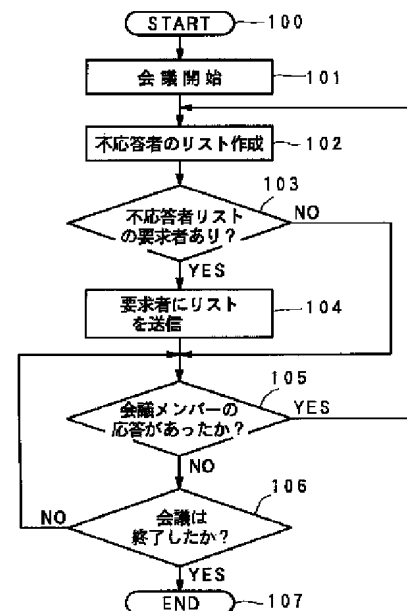 START 100
会議開始 101
不応答者のリスト作成 102
103
不応答者リスト
の要求者あり？ NO
YES
要求者にリスト 104
を送信
105
会議メンバーの
応答があったか？ YES
NO
106
会議は
NO 終了したか？
YES
END 107